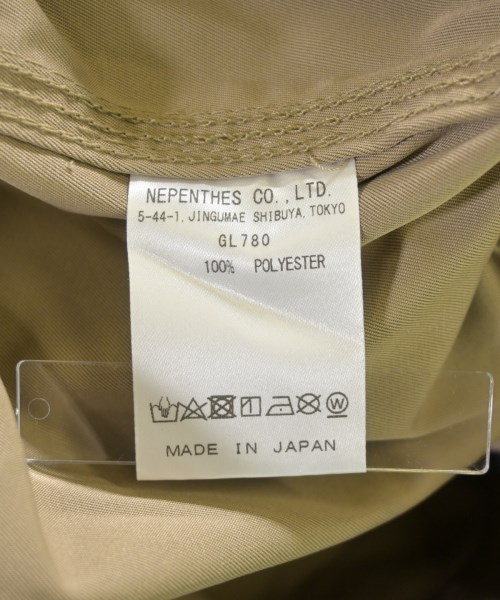 NEPENTHES CO.,LTD.
5-44-1, JINGUMAE SHIBUYA, TOKYO
GL780
100% POLYESTER
W
MADE IN JAPAN